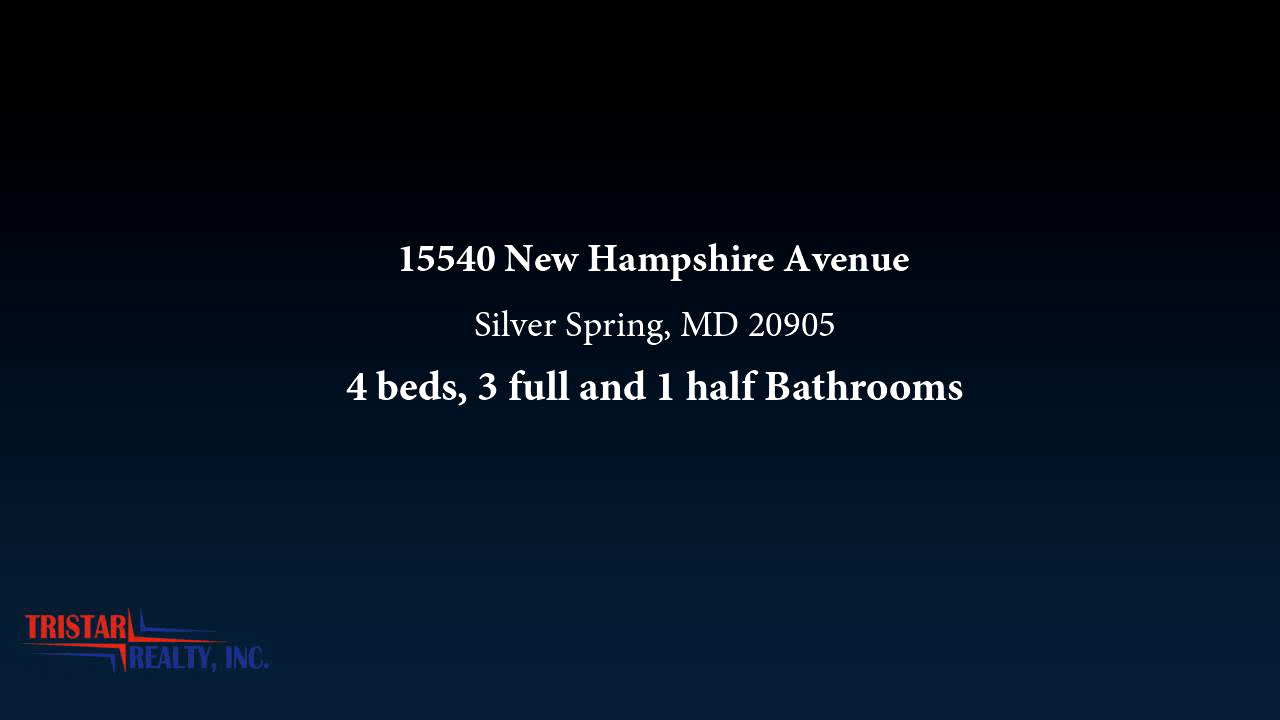 15540 New Hampshire Avenue
Silver Spring, MD 20905
4 beds, 3 full and 1 half Bathrooms
TRISTAR
REALTY, INC.